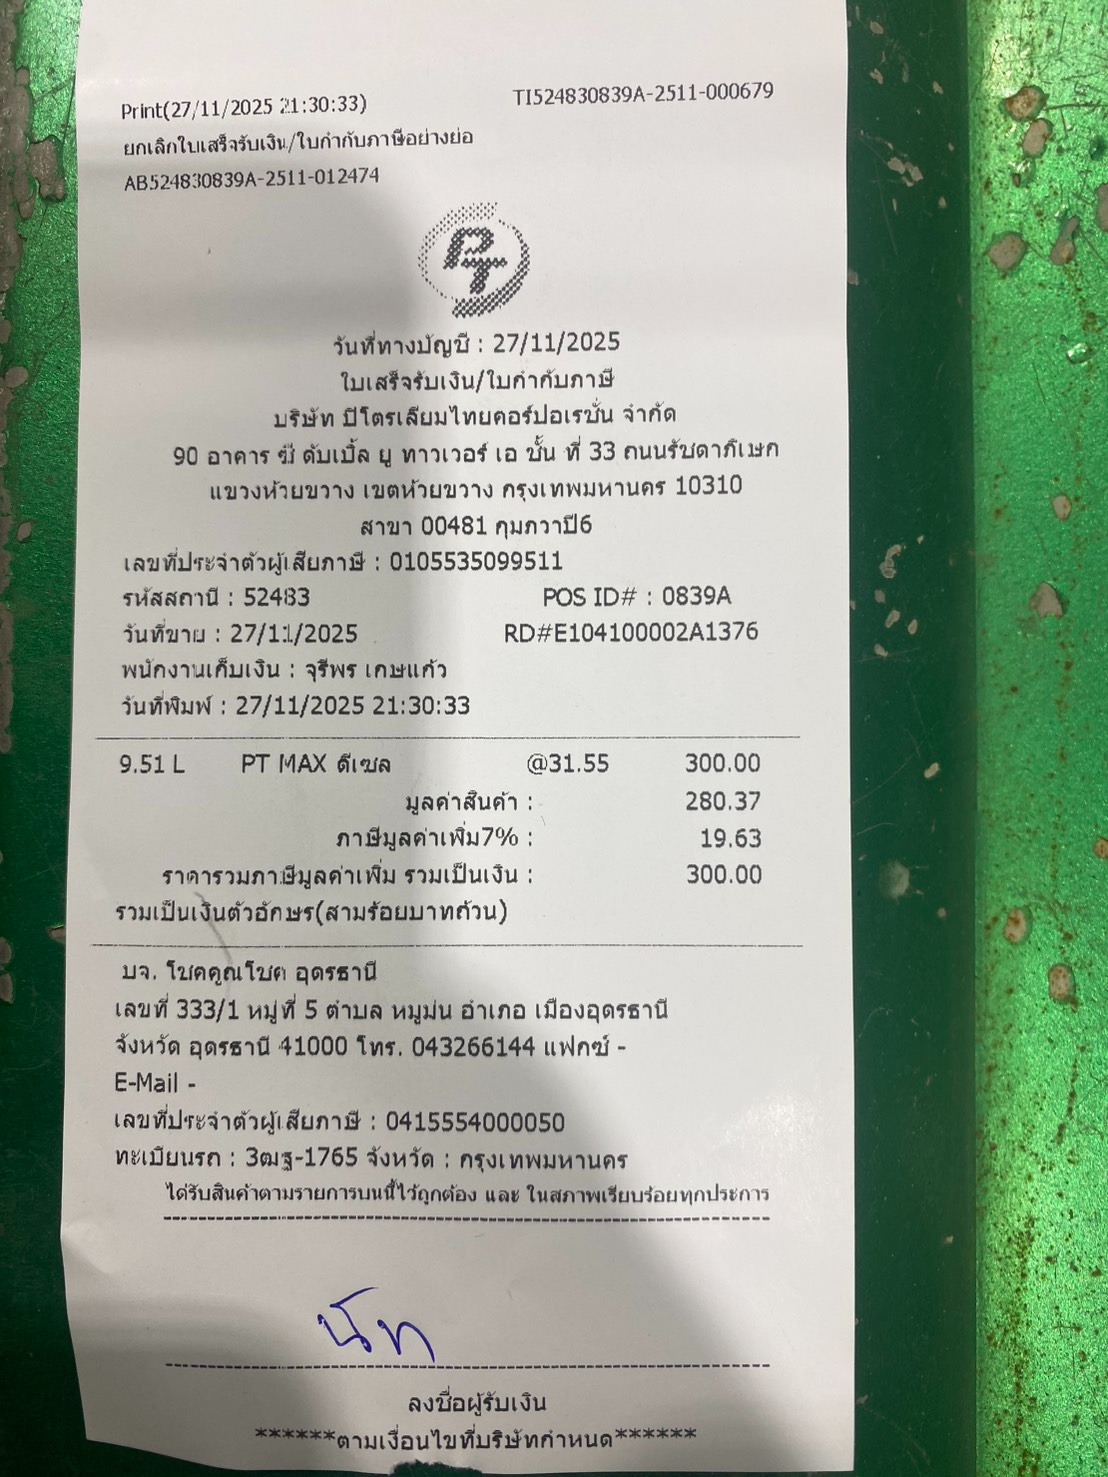 Print(27/11/2025 21:30:33) TI524830839A-2511-000679
ยกเลิกใบเสร็จรับเงิน/ใบกำกับภาษีอย่างย่อ
AB524830839A-2511-012474
PT
วันที่ทางบัญชี : 27/11/2025
ใบเสร็จรับเงิน/ใบกำกับภาษี
บริษัท ปิโตรเลียมไทยคอร์ปอเรชั่น จำกัด
90 อาคาร ซี ดับเบิ้ล ยู ทาวเวอร์ เอ ชั้น ที่ 33 ถนนรัชดาภิเษก
แขวงห้วยขวาง เขตห้วยขวาง กรุงเทพมหานคร 10310
สาขา 00481 กุมภวาปี6
เลขที่ประจำตัวผู้เสียภาษี : 0105535099511
รหัสสถานี : 52483 POS ID# : 0839A
วันที่ขาย : 27/11/2025 RD#E104100002A1376
พนักงานเก็บเงิน : จุรีพร เกษแก้ว
วันที่พิมพ์ : 27/11/2025 21:30:33
9.51 L PT MAX ดีเซล @31.55 300.00
มูลค่าสินค้า : 280.37
ภาษีมูลค่าเพิ่ม7% : 19.63
ราคารวมภาษีมูลค่าเพิ่ม รวมเป็นเงิน : 300.00
รวมเป็นเงินตัวอักษร(สามร้อยบาทถ้วน)
บจ. โชคคูณโชค อุดรธานี
เลขที่ 333/1 หมู่ที่ 5 ตำบล หมูม่น อำเภอ เมืองอุดรธานี
จังหวัด อุดรธานี 41000 โทร. 043266144 แฟกซ์ -
E-Mail -
เลขที่ประจำตัวผู้เสียภาษี : 0415554000050
ทะเบียนรถ : 3ฒฐ-1765 จังหวัด : กรุงเทพมหานคร
ได้รับสินค้าตามรายการบนนี้ไว้ถูกต้อง และ ในสภาพเรียบร้อยทุกประการ
นัท
ลงชื่อผู้รับเงิน
******ตามเงื่อนไขที่บริษัทกำหนด******